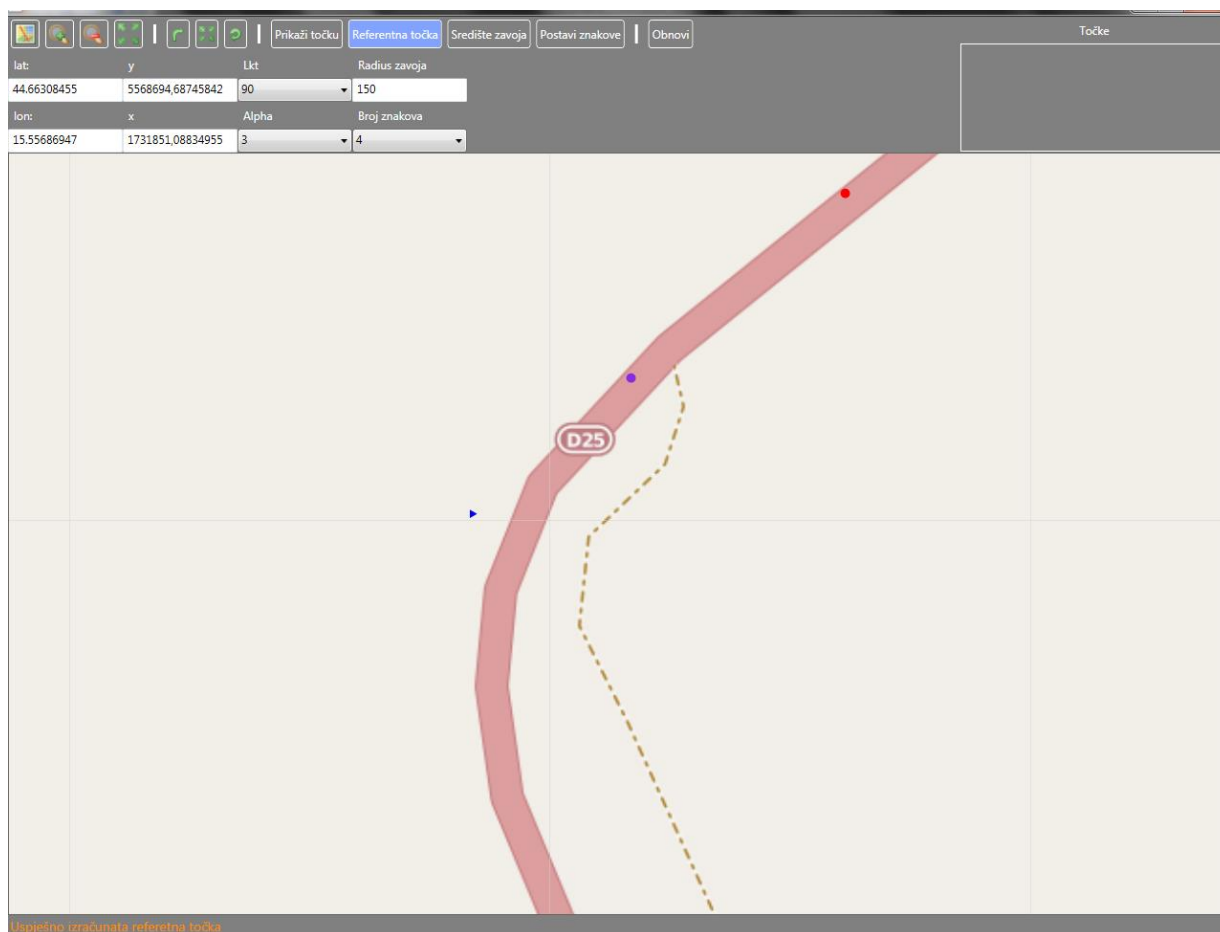 Prikaži točku Referentna točka Središte zavoja Postavi znakove Obnovi Točke
lat: y Lkt Radius zavoja
44.66308455 5568694,68745842 90 150
lon: x Alpha Broj znakova
15.55686947 1731851,08834955 3 4
D25
Uspješno izračunata referetna točka